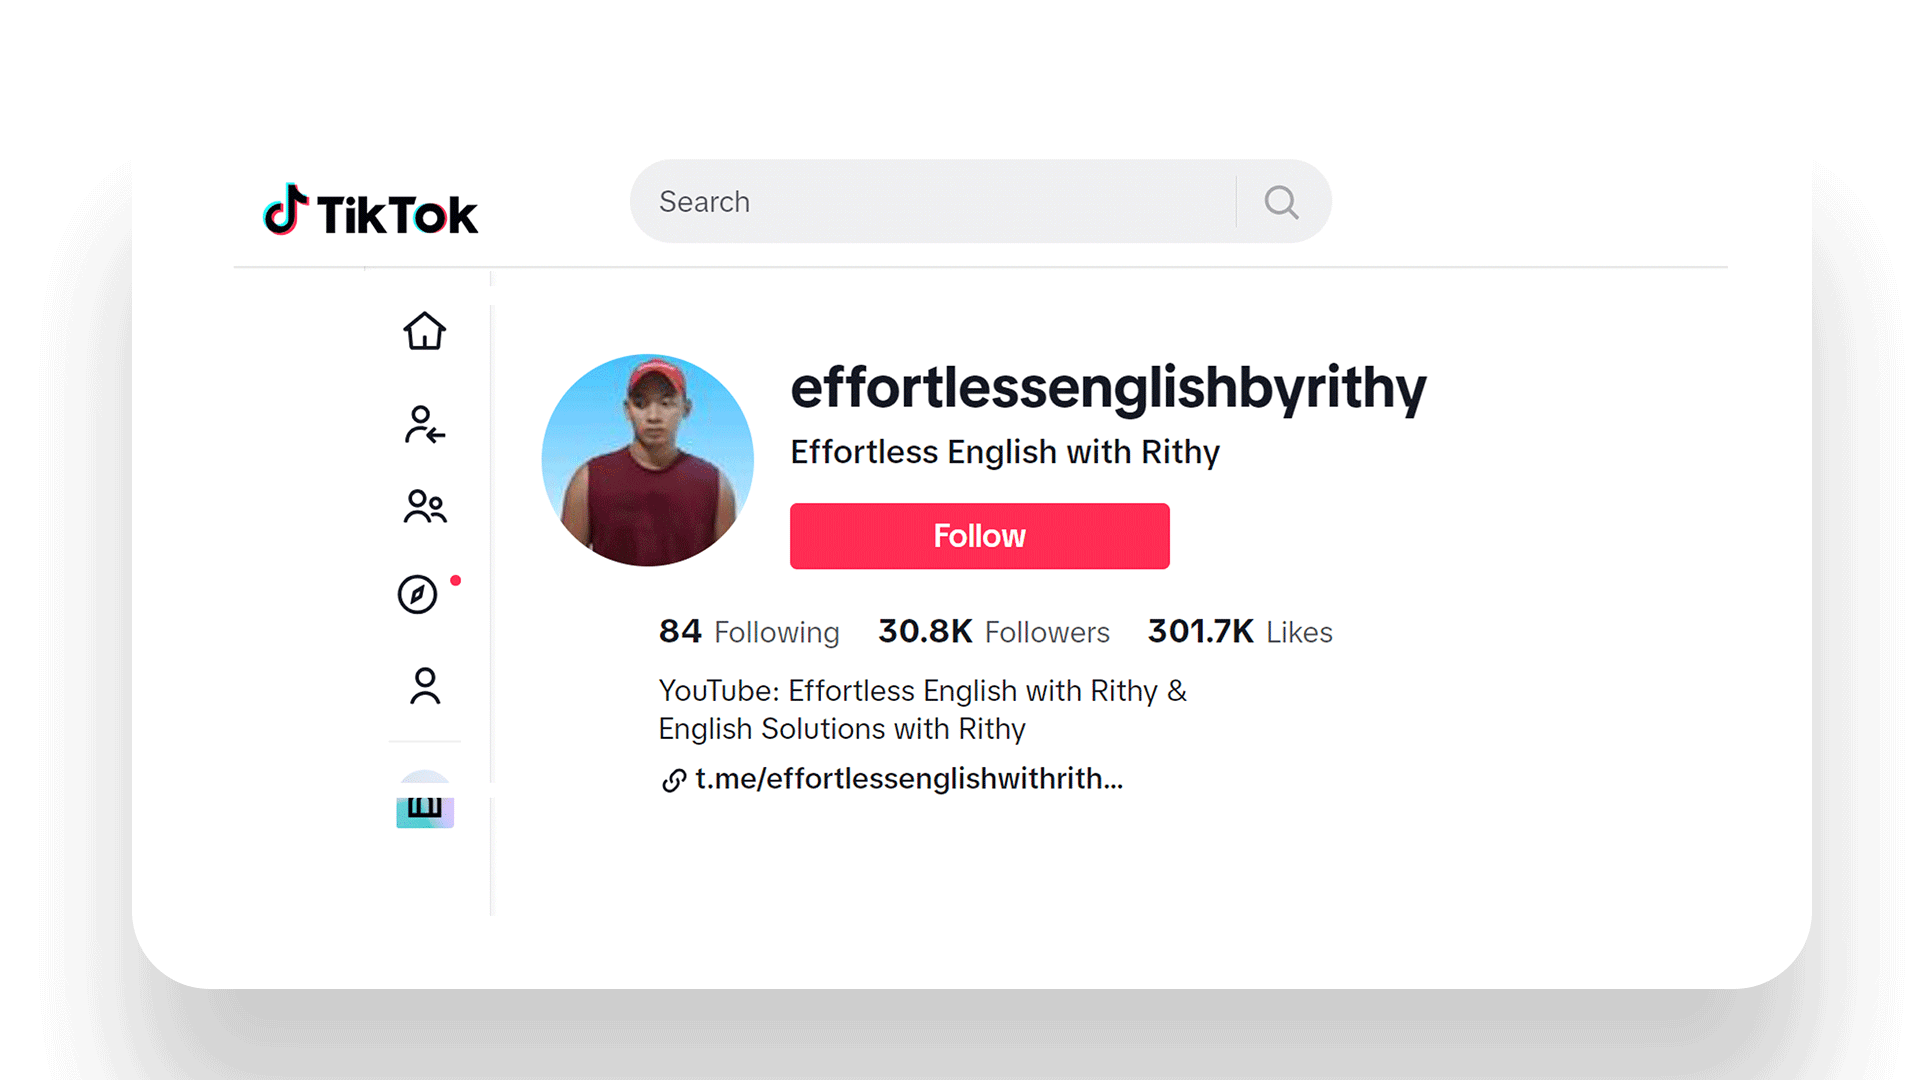 TikTok
Search
effortlessenglishbyrithy
Effortless English with Rithy
Follow
84 Following 30.8K Followers 301.7K Likes
YouTube: Effortless English with Rithy &
English Solutions with Rithy
t.me/effortlessenglishwithrith...